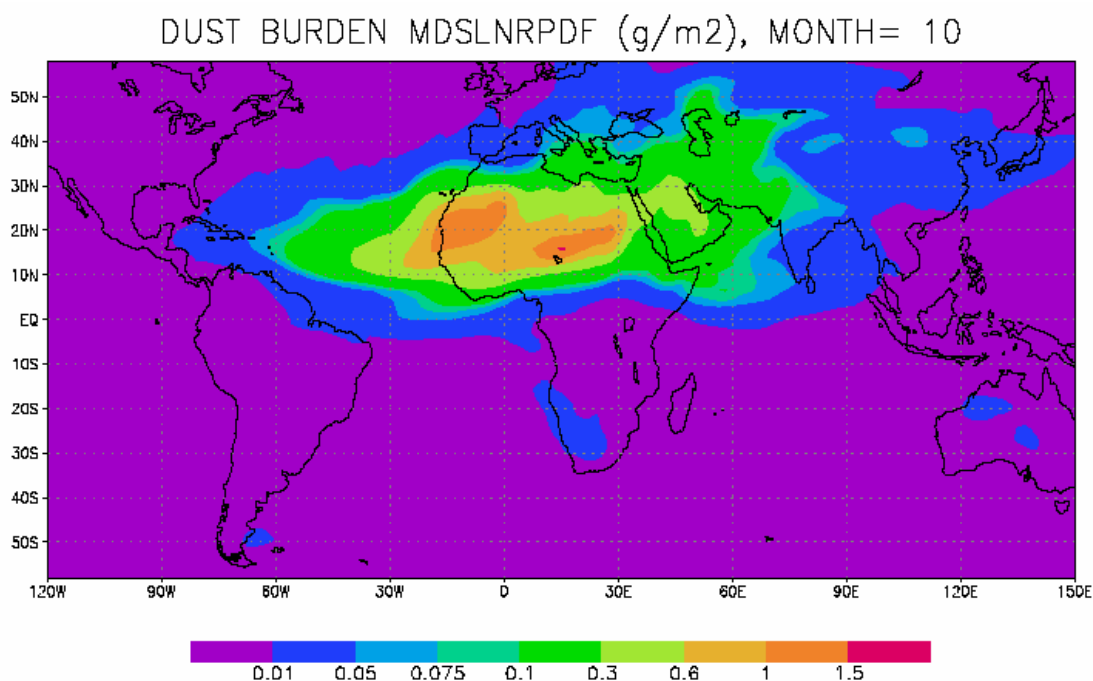 DUST BURDEN MDSLNRPDF (g/m2), MONTH= 10
50N
40N
30N
20N
10N
EQ
10S
20S
30S
40S
50S
120W 90W 60W 30W 0 30E 60E 90E 120E 150E
0.01 0.05 0.075 0.1 0.3 0.6 1 1.5